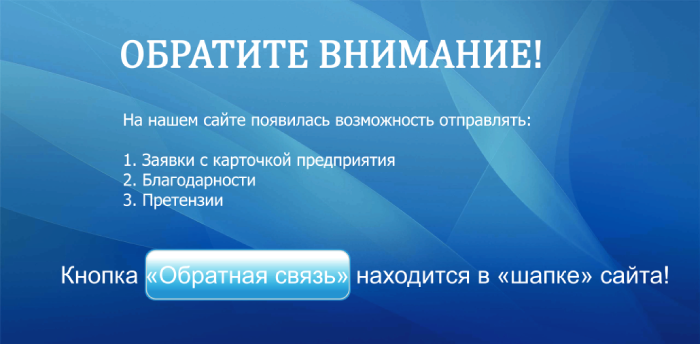 ОБРАТИТЕ ВНИМАНИЕ!
На нашем сайте появилась возможность отправлять:
1. Заявки с карточкой предприятия
2. Благодарности
3. Претензии
Кнопка «Обратная связь» находится в «шапке» сайта!